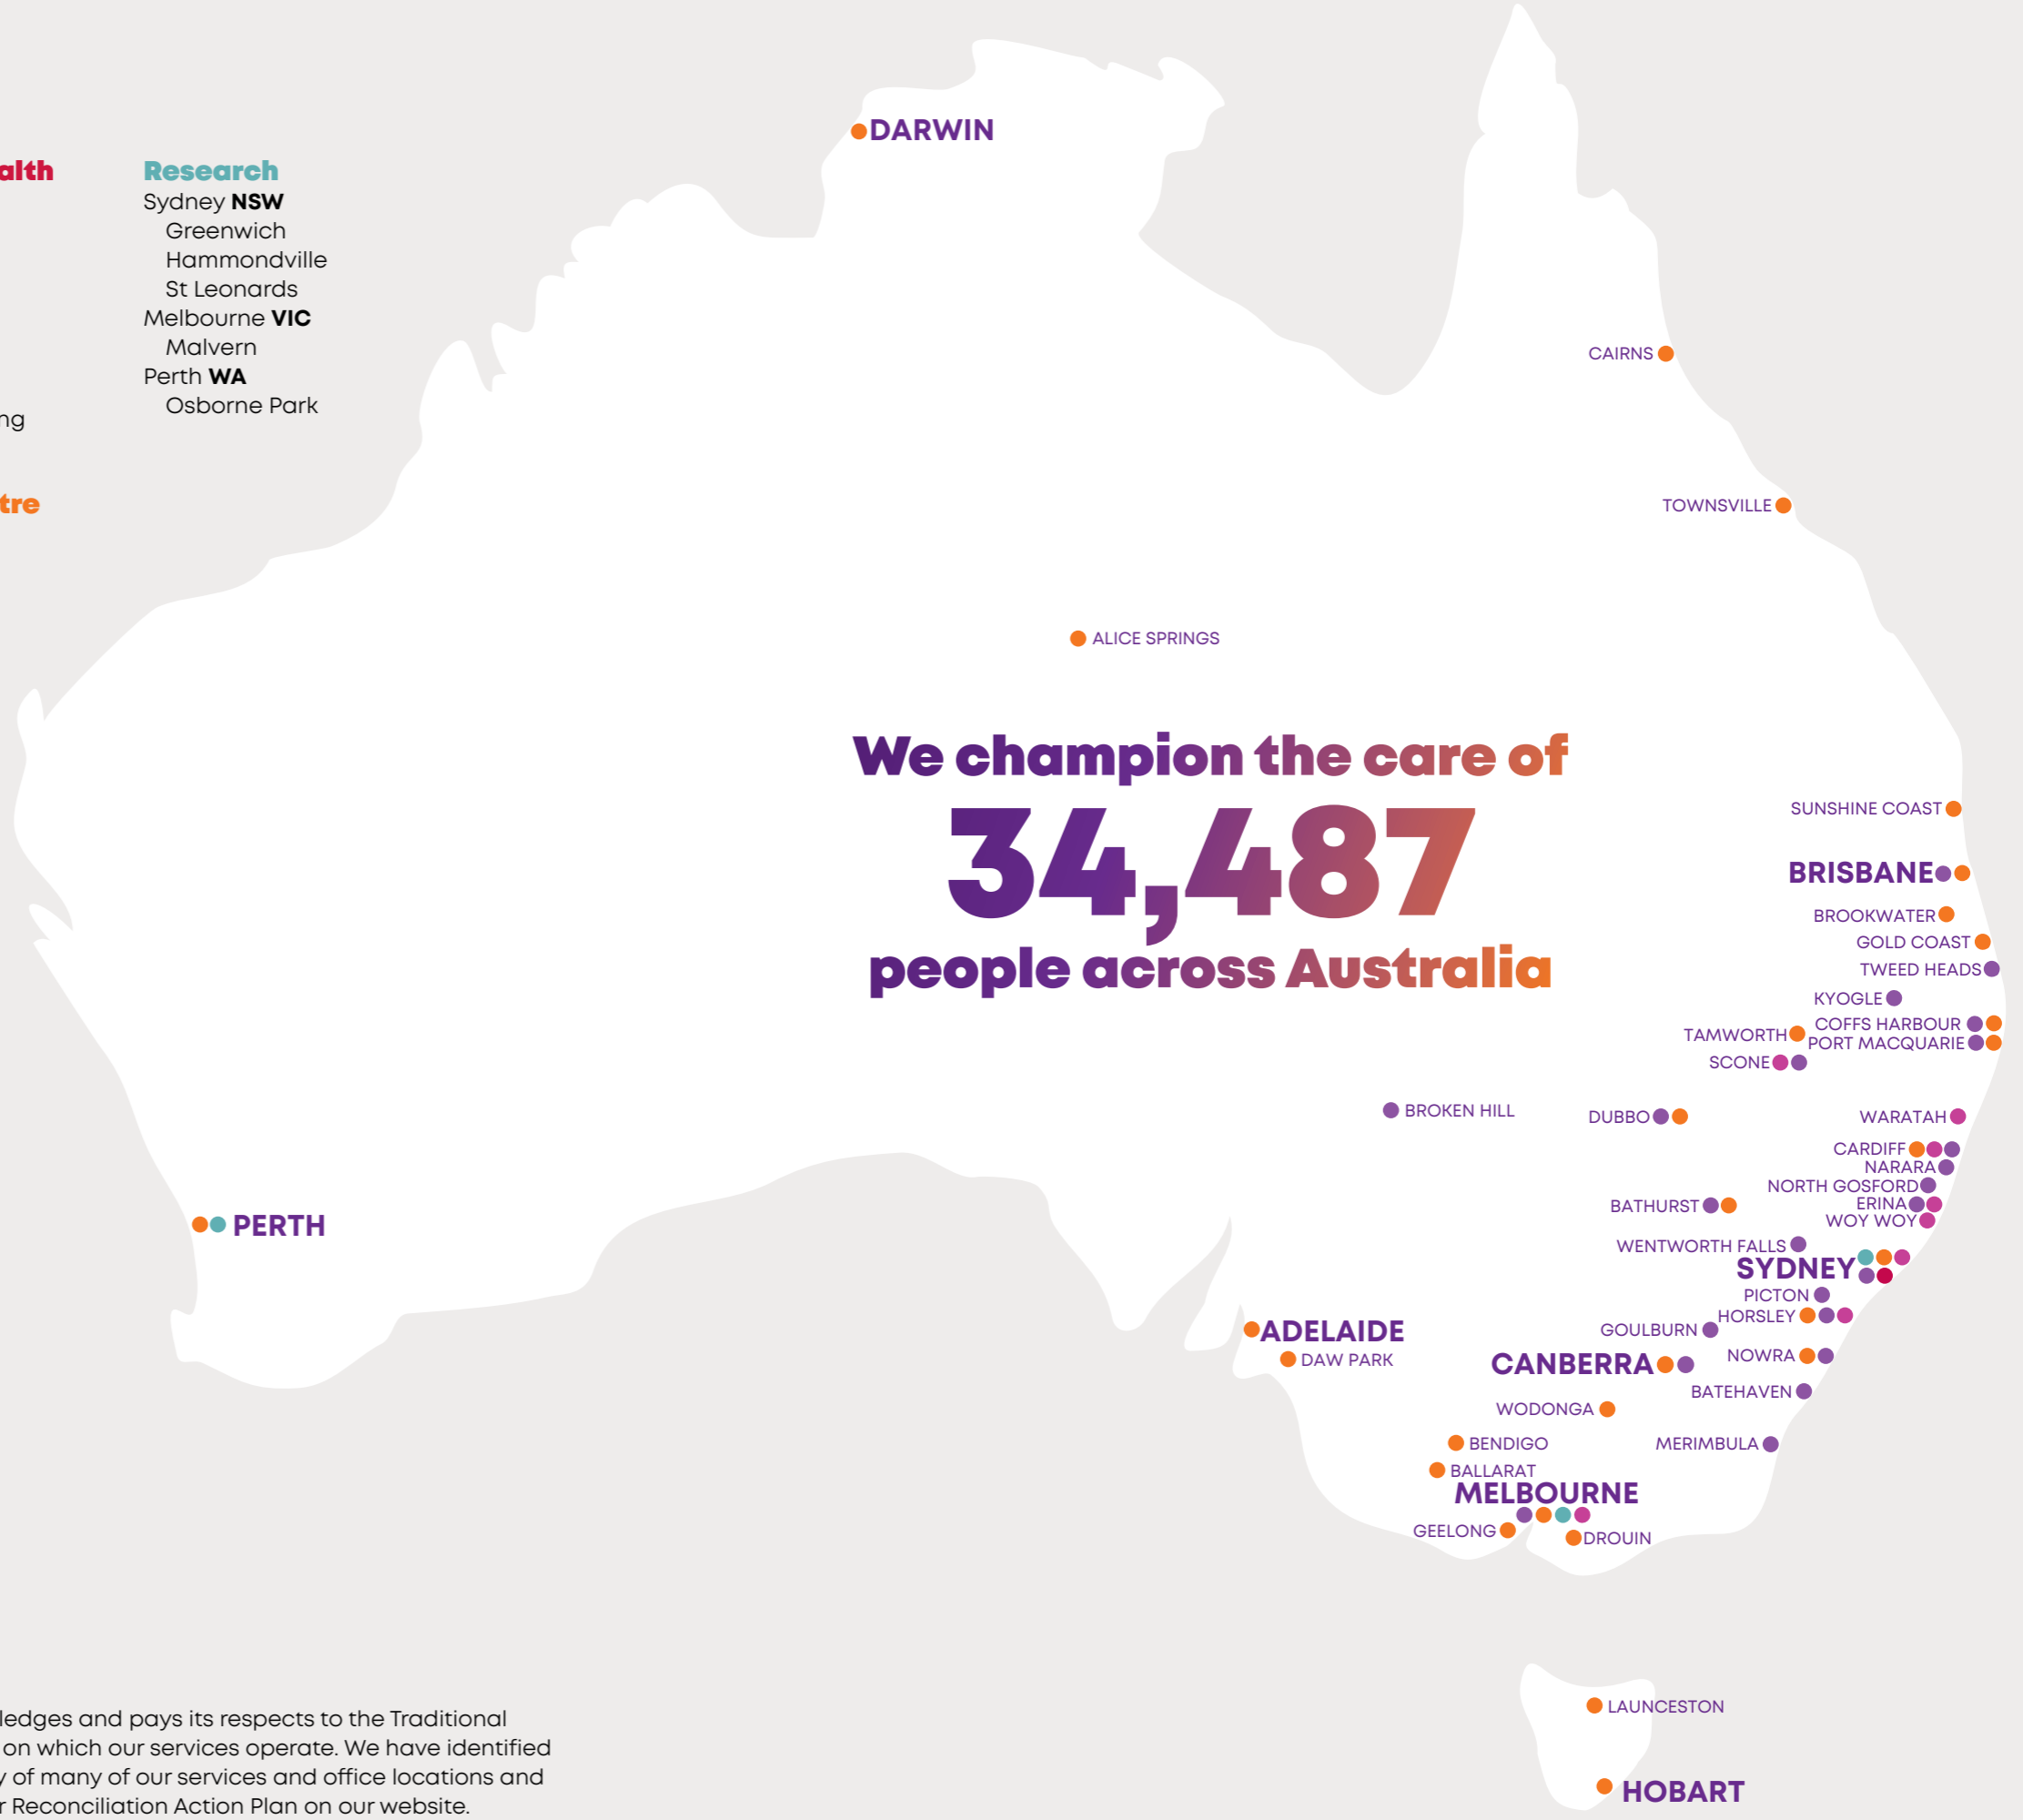 alth
ng
tre
Research
Sydney NSW
Greenwich
Hammondville
St Leonards
Melbourne VIC
Malvern
Perth WA
Osborne Park
DARWIN
CAIRNS
TOWNSVILLE
ALICE SPRINGS
We champion the care of
34,487
people across Australia
SUNSHINE COAST
BRISBANE
BROOKWATER
GOLD COAST
TWEED HEADS
KYOGLE
COFFS HARBOUR
TAMWORTH
PORT MACQUARIE
SCONE
BROKEN HILL
DUBBO
WARATAH
CARDIFF
NARARA
NORTH GOSFORD
BATHURST
ERINA
WOY WOY
PERTH
WENTWORTH FALLS
SYDNEY
PICTON
HORSLEY
GOULBURN
ADELAIDE
DAW PARK
CANBERRA
NOWRA
BATEHAVEN
WODONGA
BENDIGO
MERIMBULA
BALLARAT
MELBOURNE
GEELONG
DROUIN
LAUNCESTON
HOBART
ledges and pays its respects to the Traditional
on which our services operate. We have identified
y of many of our services and office locations and
r Reconciliation Action Plan on our website.